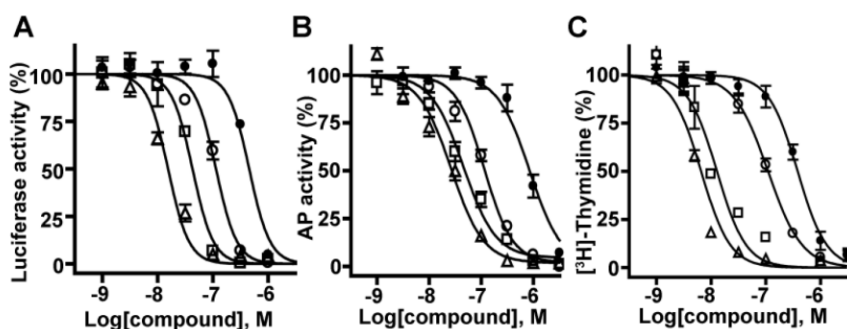 A
Luciferase activity (%)
100
75
50
25
0
-9 -8 -7 -6
Log[compound], M
B
AP activity (%)
100
75
50
25
0
-9 -8 -7 -6
Log[compound], M
C
[³H]-Thymidine (%)
100
75
50
25
0
-9 -8 -7 -6
Log[compound], M